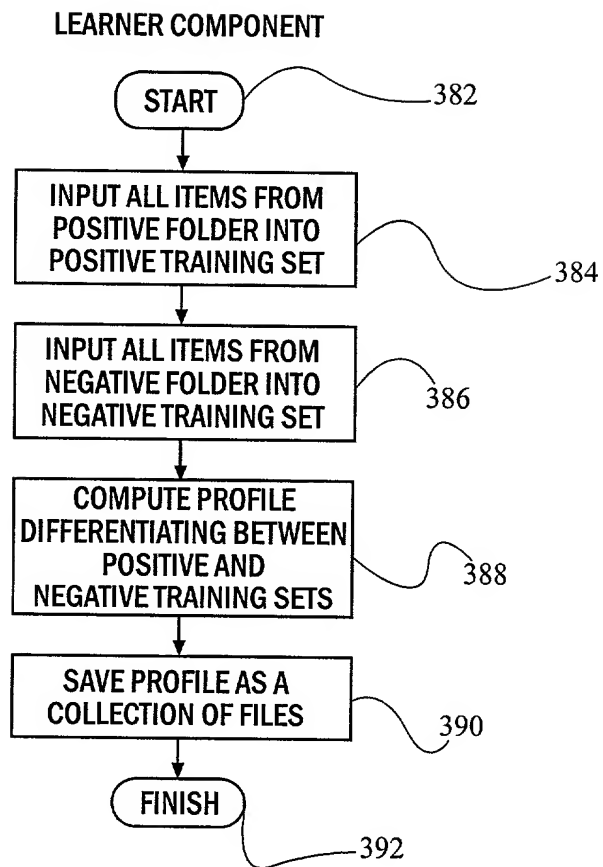 LEARNER COMPONENT
START
382
INPUT ALL ITEMS FROM
POSITIVE FOLDER INTO
POSITIVE TRAINING SET
384
INPUT ALL ITEMS FROM
NEGATIVE FOLDER INTO
NEGATIVE TRAINING SET
386
COMPUTE PROFILE
DIFFERENTIATING BETWEEN
POSITIVE AND
NEGATIVE TRAINING SETS
388
SAVE PROFILE AS A
COLLECTION OF FILES
390
FINISH
392